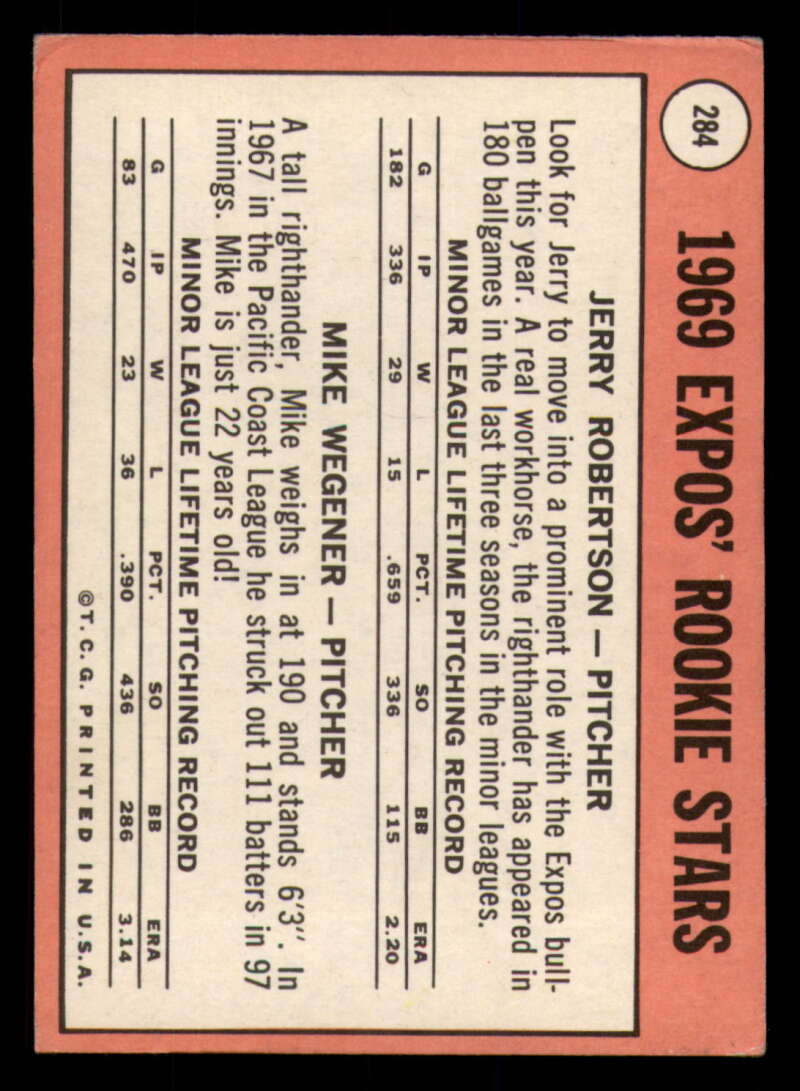 284
1969 EXPOS' ROOKIE STARS
JERRY ROBERTSON — PITCHER
Look for Jerry to move into a prominent role with the Expos bull-
pen this year. A real workhorse, the righthander has appeared in
180 ballgames in the last three seasons in the minor leagues.
MINOR LEAGUE LIFETIME PITCHING RECORD
G IP W L PCT. SO BB ERA
182 336 29 15 .659 336 115 2.20
MIKE WEGENER — PITCHER
A tall righthander, Mike weighs in at 190 and stands 6'3". In
1967 in the Pacific Coast League he struck out 111 batters in 97
innings. Mike is just 22 years old!
MINOR LEAGUE LIFETIME PITCHING RECORD
G IP W L PCT. SO BB ERA
83 470 23 36 .390 436 286 3.14
©T.C.G. PRINTED IN U.S.A.